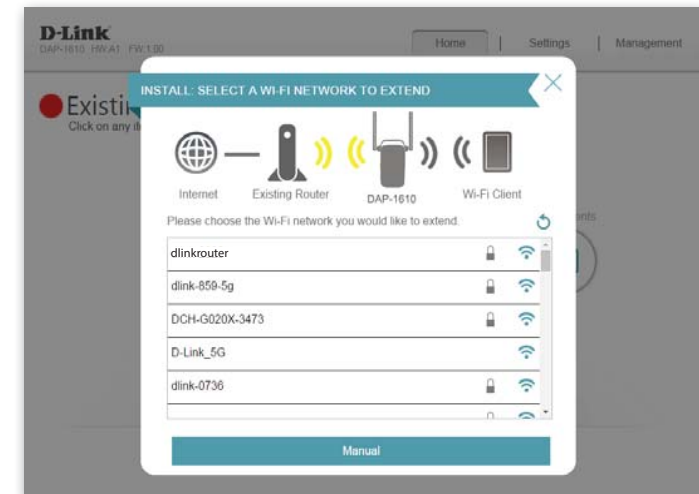 D-Link
DAP-1610 HW:A1 FW:1.00
Home | Settings | Management
INSTALL: SELECT A WI-FI NETWORK TO EXTEND
Existin
Click on any
Internet
Existing Router
DAP-1610
Wi-Fi Client
Please choose the Wi-Fi network you would like to extend.
dlinkrouter
dlink-859-5g
DCH-G020X-3473
D-Link_5G
dlink-0736
Manual